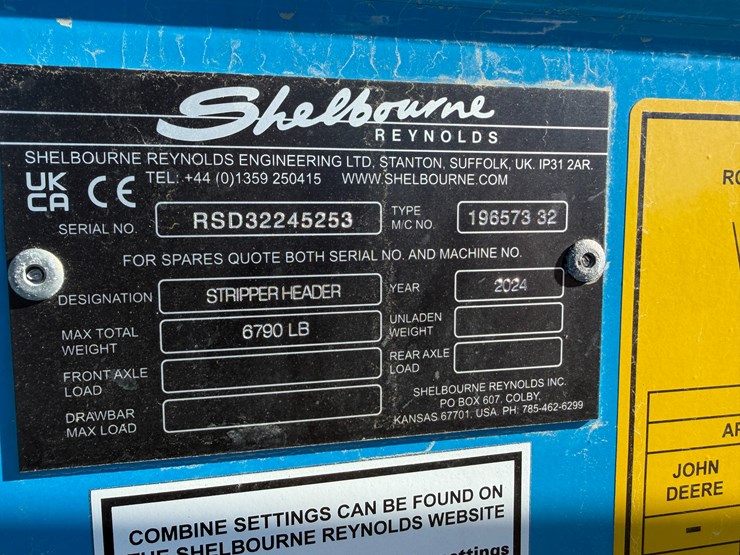 Shelbourne
REYNOLDS
SHELBOURNE REYNOLDS ENGINEERING LTD, STANTON, SUFFOLK, UK. IP31 2AR.
UK CA CE TEL: +44 (0)1359 250415 WWW.SHELBOURNE.COM
SERIAL NO. RSD32245253 TYPE M/C NO. 196573 32
FOR SPARES QUOTE BOTH SERIAL NO. AND MACHINE NO.
DESIGNATION STRIPPER HEADER YEAR 2024
MAX TOTAL WEIGHT 6790 LB UNLADEN WEIGHT
FRONT AXLE LOAD REAR AXLE LOAD
DRAWBAR MAX LOAD
SHELBOURNE REYNOLDS INC.
PO BOX 607, COLBY,
KANSAS 67701. USA PH: 785-462-6299
COMBINE SETTINGS CAN BE FOUND ON
THE SHELBOURNE REYNOLDS WEBSITE
JOHN
DEERE
-